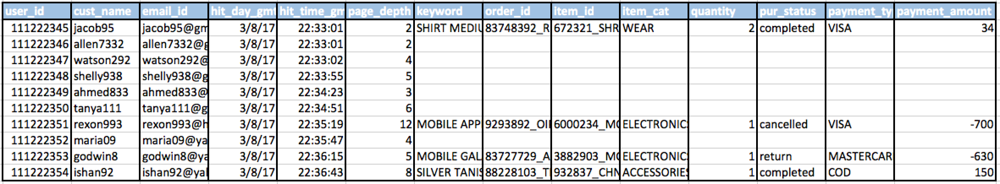 user_id cust_name email_id hit_day_gmt hit_time_gm page_depth keyword order_id item_id item_cat quantity pur_status payment_ty payment_amount
111222345 jacob95 jacob95@gm 3/8/17 22:33:01 2 SHIRT MEDIU 83748392_R 672321_SHR WEAR 2 completed VISA 34
111222346 allen7332 allen7332@g 3/8/17 22:33:01 2
111222347 watson292 watson292@ 3/8/17 22:33:02 4
111222348 shelly938 shelly938@g 3/8/17 22:33:55 5
111222349 ahmed833 ahmed833@ 3/8/17 22:34:23 3
111222350 tanya111 tanya111@g 3/8/17 22:34:51 6
111222351 rexon993 rexon993@h 3/8/17 22:35:19 12 MOBILE APP 9293892_OI 6000234_MO ELECTRONICS 1 cancelled VISA -700
111222352 maria09 maria09@ya 3/8/17 22:35:47 4
111222353 godwin8 godwin8@ya 3/8/17 22:36:15 5 MOBILE GAL 83727729_A 3882903_MO ELECTRONICS 1 return MASTERCAR -630
111222354 ishan92 ishan92@ya 3/8/17 22:36:43 8 SILVER TANIS 88228103_T 932837_CHN ACCESSORIES 1 completed COD 150